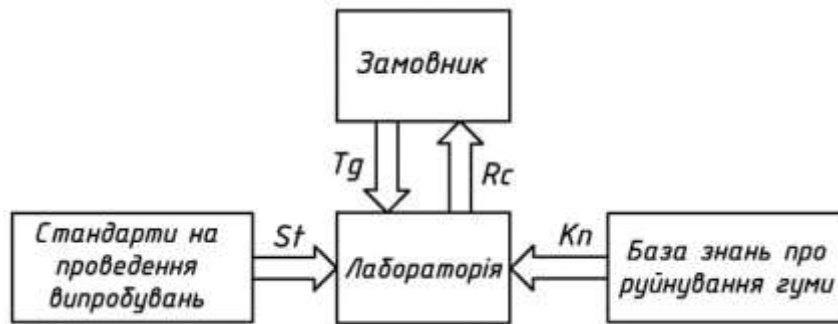 Замовник
Tg
Rc
Стандарти на
проведення
випробувань
St
Лабораторія
Kn
База знань про
руйнування гуми